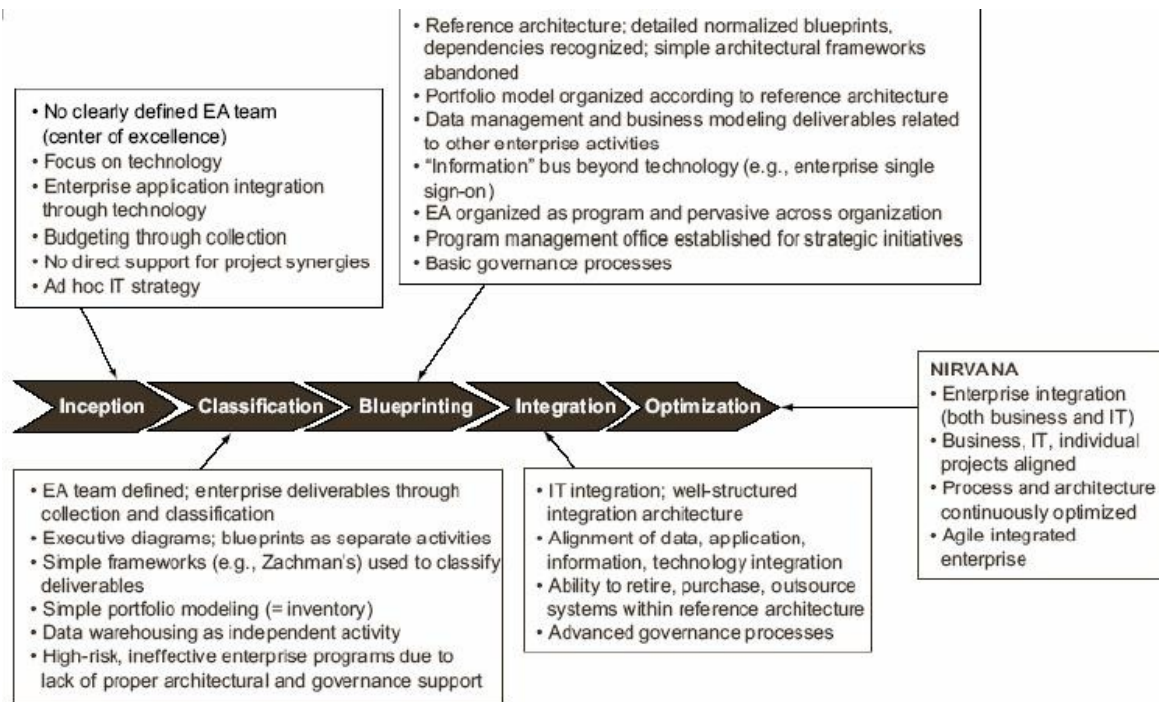 • Reference architecture; detailed normalized blueprints,
dependencies recognized; simple architectural frameworks
abandoned
• Portfolio model organized according to reference architecture
• Data management and business modeling deliverables related
to other enterprise activities
• “Information” bus beyond technology (e.g., enterprise single
sign-on)
• EA organized as program and pervasive across organization
• Program management office established for strategic initiatives
• Basic governance processes
• No clearly defined EA team
(center of excellence)
• Focus on technology
• Enterprise application integration
through technology
• Budgeting through collection
• No direct support for project synergies
• Ad hoc IT strategy
Inception
Classification
Blueprinting
Integration
Optimization
NIRVANA
• Enterprise integration
(both business and IT)
• Business, IT, individual
projects aligned
• Process and architecture
continuously optimized
• Agile integrated
enterprise
• EA team defined; enterprise deliverables through
collection and classification
• Executive diagrams; blueprints as separate activities
• Simple frameworks (e.g., Zachman's) used to classify
deliverables
• Simple portfolio modeling (= inventory)
• Data warehousing as independent activity
• High-risk, ineffective enterprise programs due to
lack of proper architectural and governance support
• IT integration; well-structured
integration architecture
• Alignment of data, application,
information, technology integration
• Ability to retire, purchase, outsource
systems within reference architecture
• Advanced governance processes